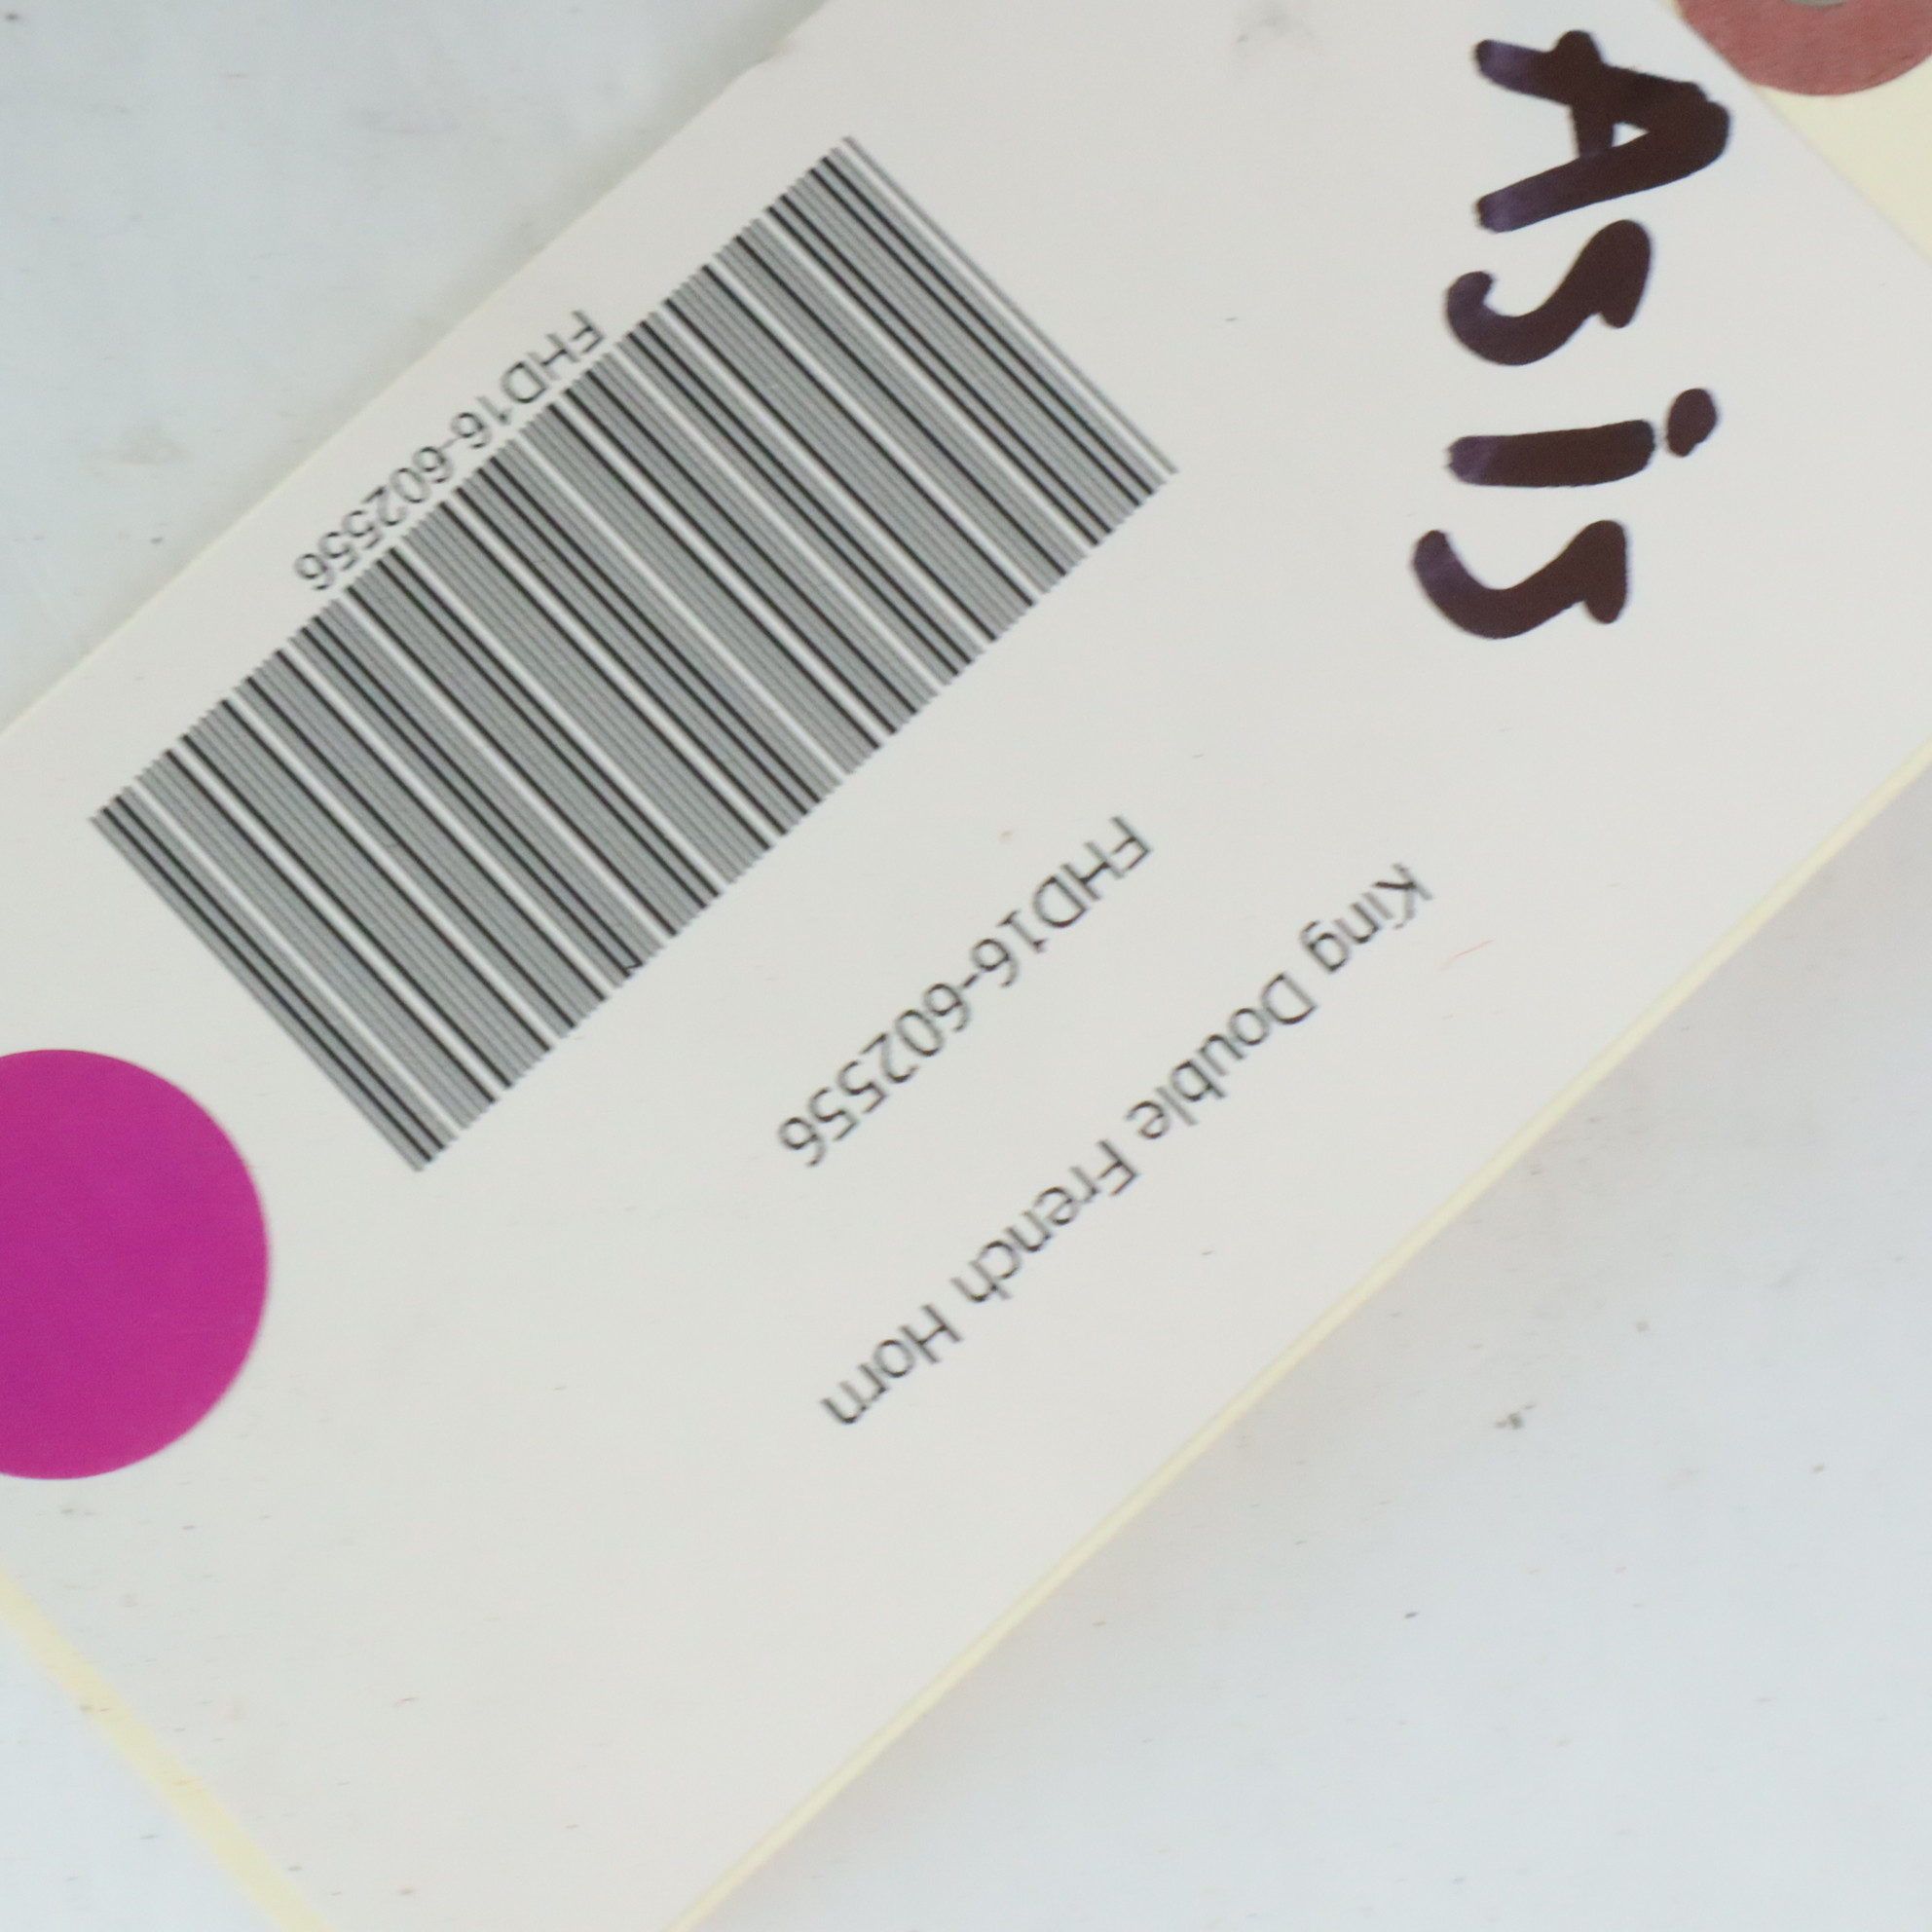 As is
King Double French Horn
FHD16-602556
FHD16-602556